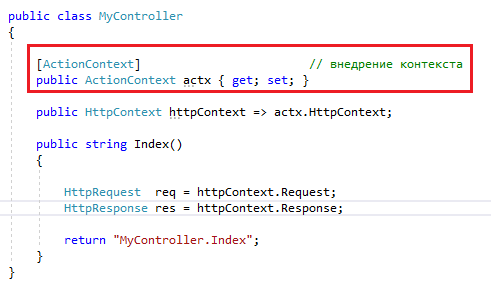 public class MyController
{
[ActionContext] // внедрение контекста
public ActionContext actx { get; set; }
public HttpContext httpContext => actx.HttpContext;
public string Index()
{
HttpRequest req = httpContext.Request;
HttpResponse res = httpContext.Response;
return "MyController.Index";
}
}